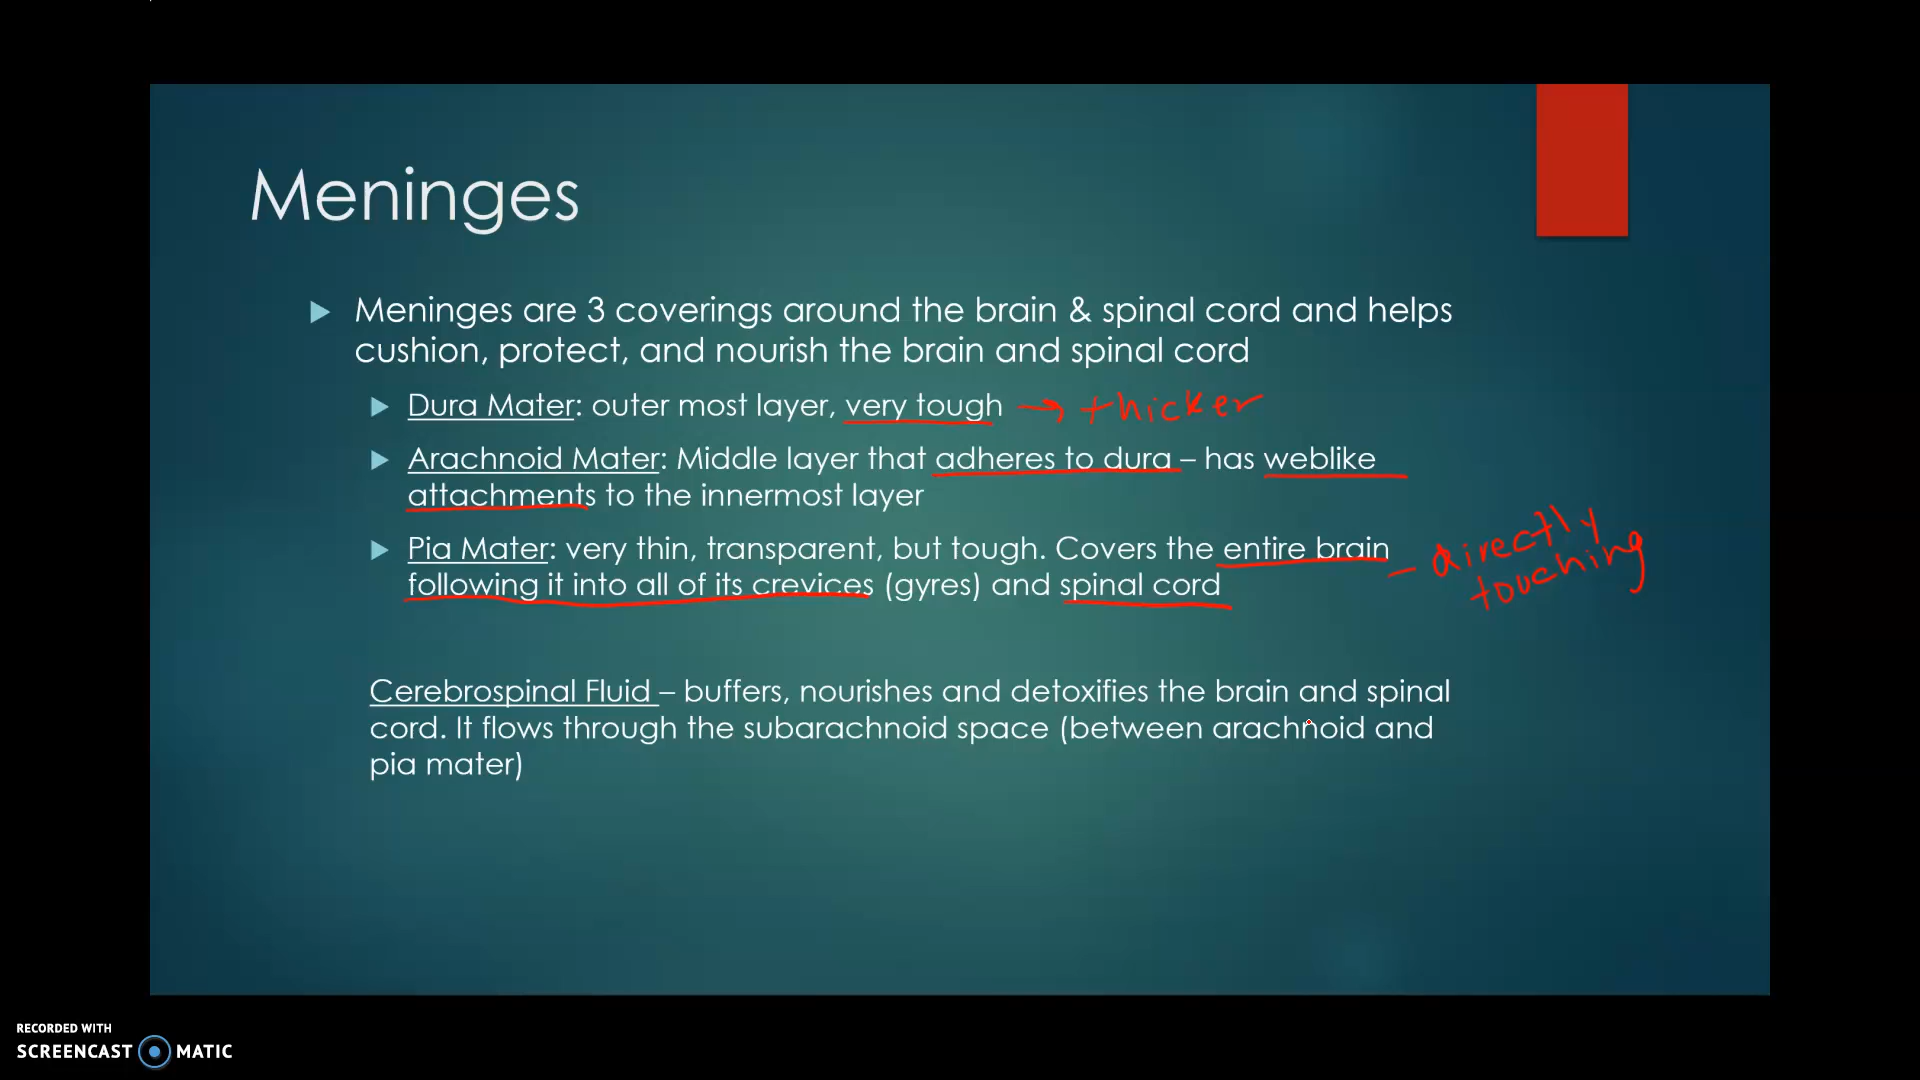 Meninges
Meninges are 3 coverings around the brain & spinal cord and helps
cushion, protect, and nourish the brain and spinal cord
Dura Mater: outer most layer, very tough → thicker
Arachnoid Mater: Middle layer that adheres to dura – has weblike
attachments to the innermost layer
Pia Mater: very thin, transparent, but tough. Covers the entire brain
following it into all of its crevices (gyres) and spinal cord
– directly
touching
Cerebrospinal Fluid – buffers, nourishes and detoxifies the brain and spinal
cord. It flows through the subarachnoid space (between arachnoid and
pia mater)
RECORDED WITH
SCREENCAST MATIC